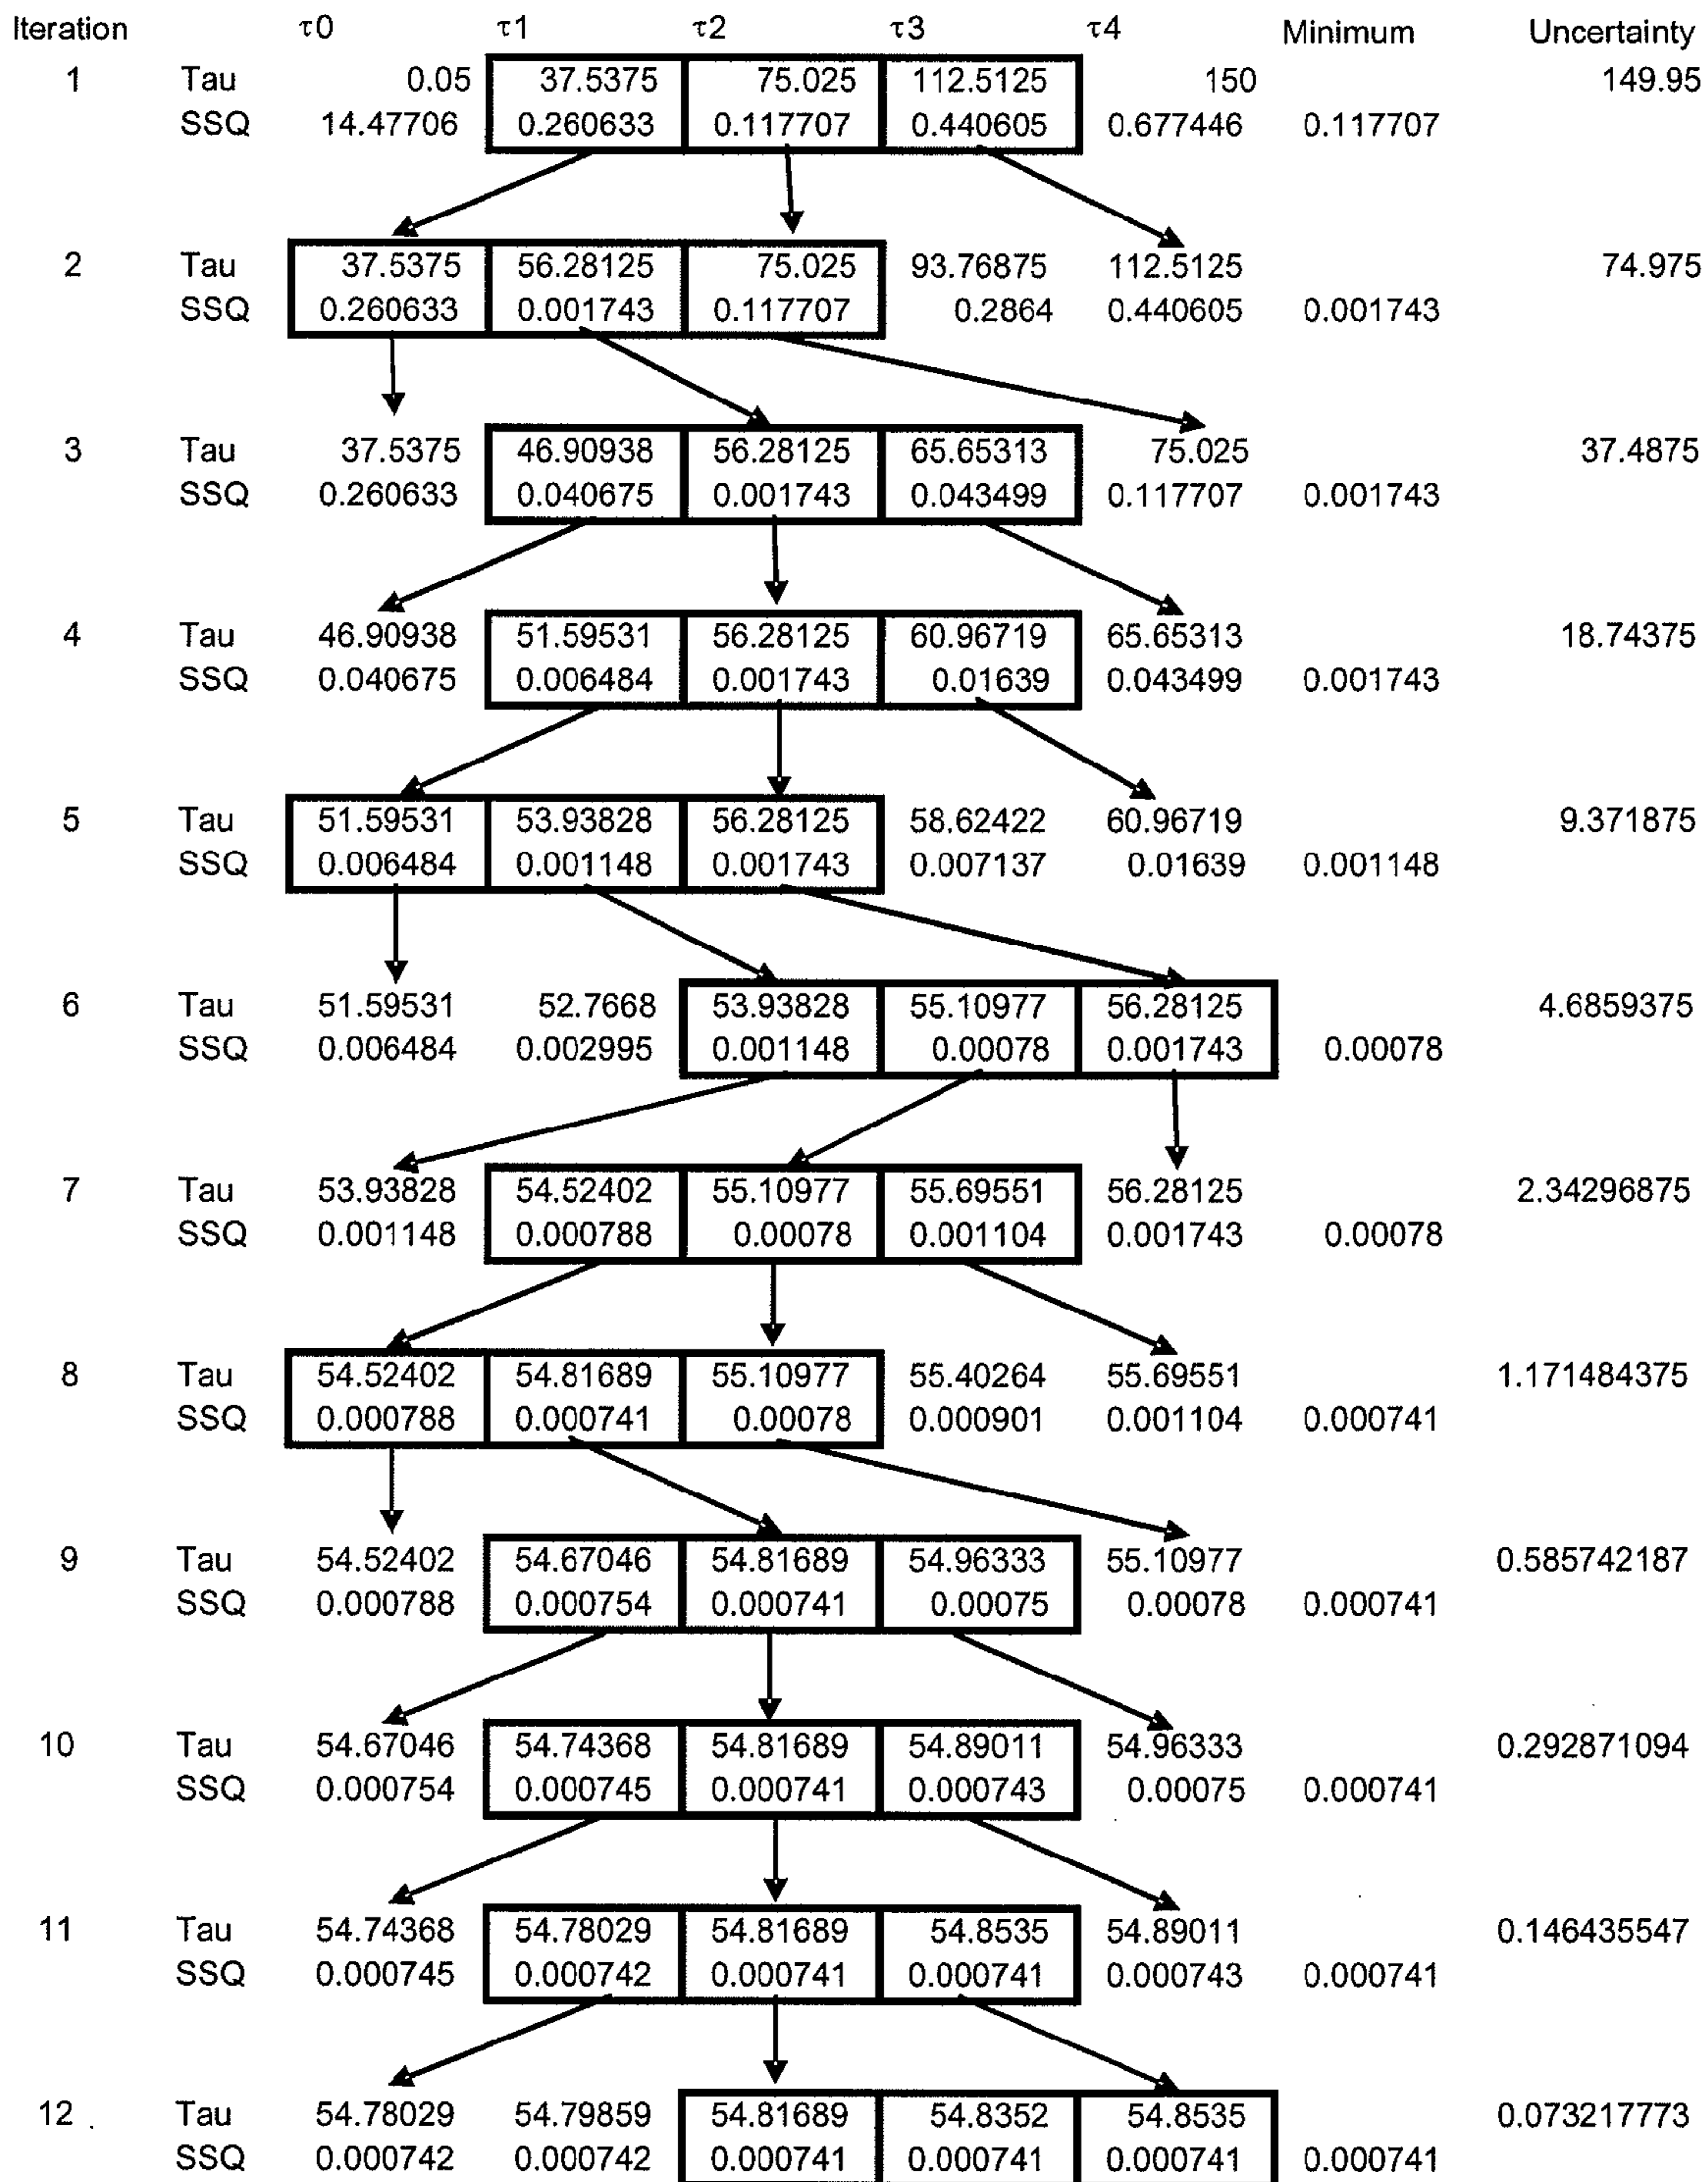 Iteration τ0 τ1 τ2 τ3 τ4 Minimum Uncertainty
1 Tau 0.05 37.5375 75.025 112.5125 150 149.95
SSQ 14.47706 0.260633 0.117707 0.440605 0.677446 0.117707
2 Tau 37.5375 56.28125 75.025 93.76875 112.5125 74.975
SSQ 0.260633 0.001743 0.117707 0.2864 0.440605 0.001743
3 Tau 37.5375 46.90938 56.28125 65.65313 75.025 37.4875
SSQ 0.260633 0.040675 0.001743 0.043499 0.117707 0.001743
4 Tau 46.90938 51.59531 56.28125 60.96719 65.65313 18.74375
SSQ 0.040675 0.006484 0.001743 0.01639 0.043499 0.001743
5 Tau 51.59531 53.93828 56.28125 58.62422 60.96719 9.371875
SSQ 0.006484 0.001148 0.001743 0.007137 0.01639 0.001148
6 Tau 51.59531 52.7668 53.93828 55.10977 56.28125 4.6859375
SSQ 0.006484 0.002995 0.001148 0.00078 0.001743 0.00078
7 Tau 53.93828 54.52402 55.10977 55.69551 56.28125 2.34296875
SSQ 0.001148 0.000788 0.00078 0.001104 0.001743 0.00078
8 Tau 54.52402 54.81689 55.10977 55.40264 55.69551 1.171484375
SSQ 0.000788 0.000741 0.00078 0.000901 0.001104 0.000741
9 Tau 54.52402 54.67046 54.81689 54.96333 55.10977 0.585742187
SSQ 0.000788 0.000754 0.000741 0.00075 0.00078 0.000741
10 Tau 54.67046 54.74368 54.81689 54.89011 54.96333 0.292871094
SSQ 0.000754 0.000745 0.000741 0.000743 0.00075 0.000741
11 Tau 54.74368 54.78029 54.81689 54.8535 54.89011 0.146435547
SSQ 0.000745 0.000742 0.000741 0.000741 0.000743 0.000741
12 Tau 54.78029 54.79859 54.81689 54.8352 54.8535 0.073217773
SSQ 0.000742 0.000742 0.000741 0.000741 0.000741 0.000741